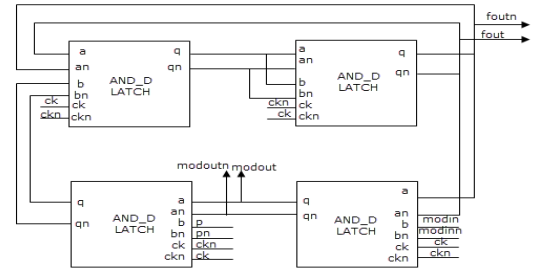 foutn
fout
a q
an qn
b
bn
ck ck
ckn ckn
AND_D
LATCH
a q
an qn
b
bn
ckn ck
ck ckn
AND_D
LATCH
modoutn modout
q a
qn an
b p
bn pn
ck ckn
ckn ck
AND_D
LATCH
q a
qn an
b modin
bn modinn
ck ck
ckn ckn
AND_D
LATCH